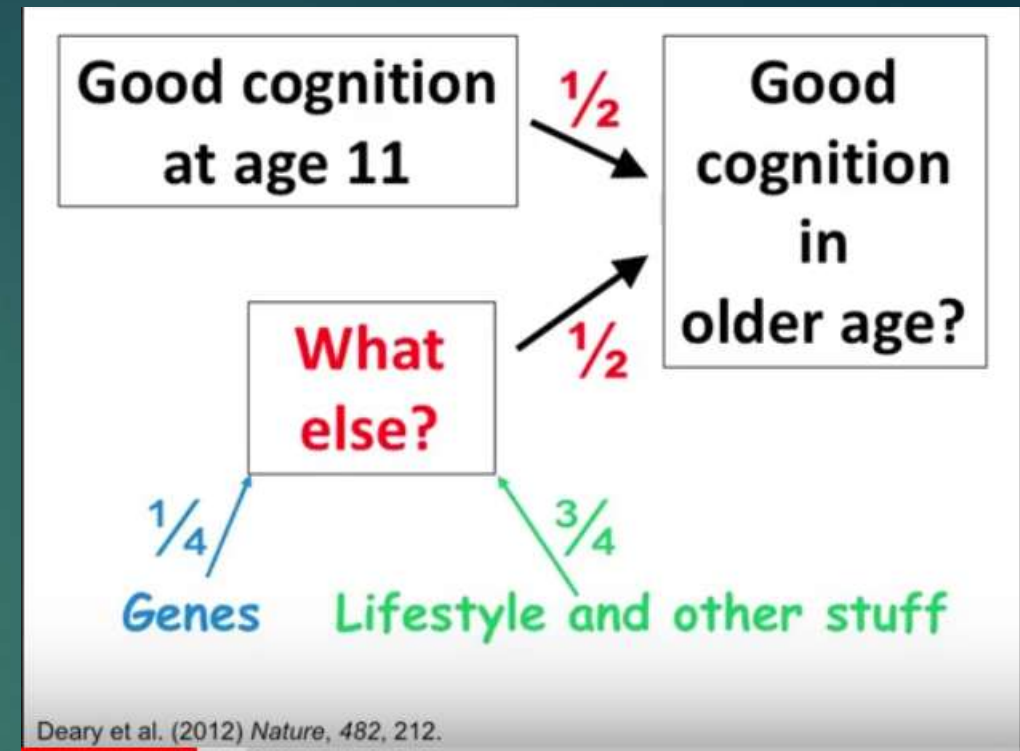 Good cognition
at age 11
½
Good
cognition
in
older age?
What
else?
½
¼
¾
Genes
Lifestyle and other stuff
Deary et al. (2012) Nature, 482, 212.